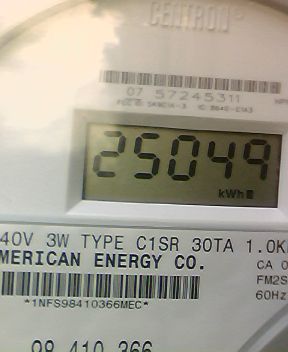 CENTRON®
07 57245311
25049
kWh
40V 3W TYPE C1SR 30TA 1.0K
MERICAN ENERGY CO.
CA 0
FM2S
60Hz
*1NFS98410366MEC*
98 410 366